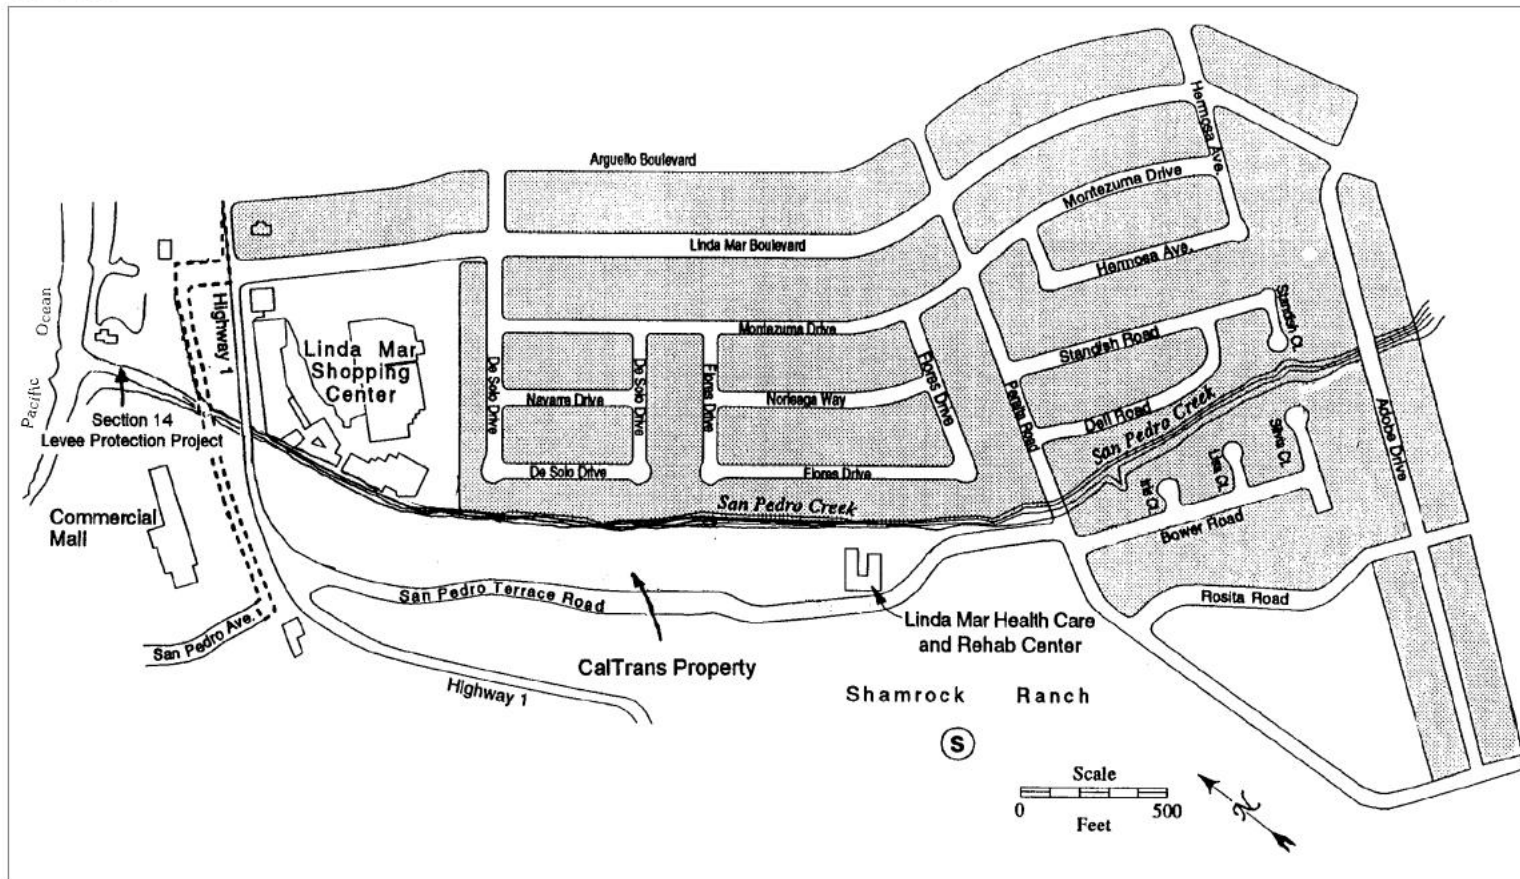 Hermosa Ave.
Arguello Boulevard
Montezuma Drive
Linda Mar Boulevard
Hermosa Ave.
Pacific Ocean
Highway 1
Linda Mar
Shopping
Center
Montezuma Drive
Standish Ct.
Standish Road
De Solo Drive
De Solo Drive
Flores Drive
Flores Drive
Peralta Road
Navarre Drive
Noriega Way
Dell Road
San Pedro Creek
Adobe Drive
Section 14
Levee Protection Project
De Solo Drive
Flores Drive
Silva Ct.
Lisa Ct.
Iris Ct.
San Pedro Creek
Bower Road
Commercial
Mall
San Pedro Terrace Road
Rosita Road
San Pedro Ave.
Linda Mar Health Care
and Rehab Center
CalTrans Property
Highway 1
Shamrock Ranch
S
Scale
0 500
Feet
N